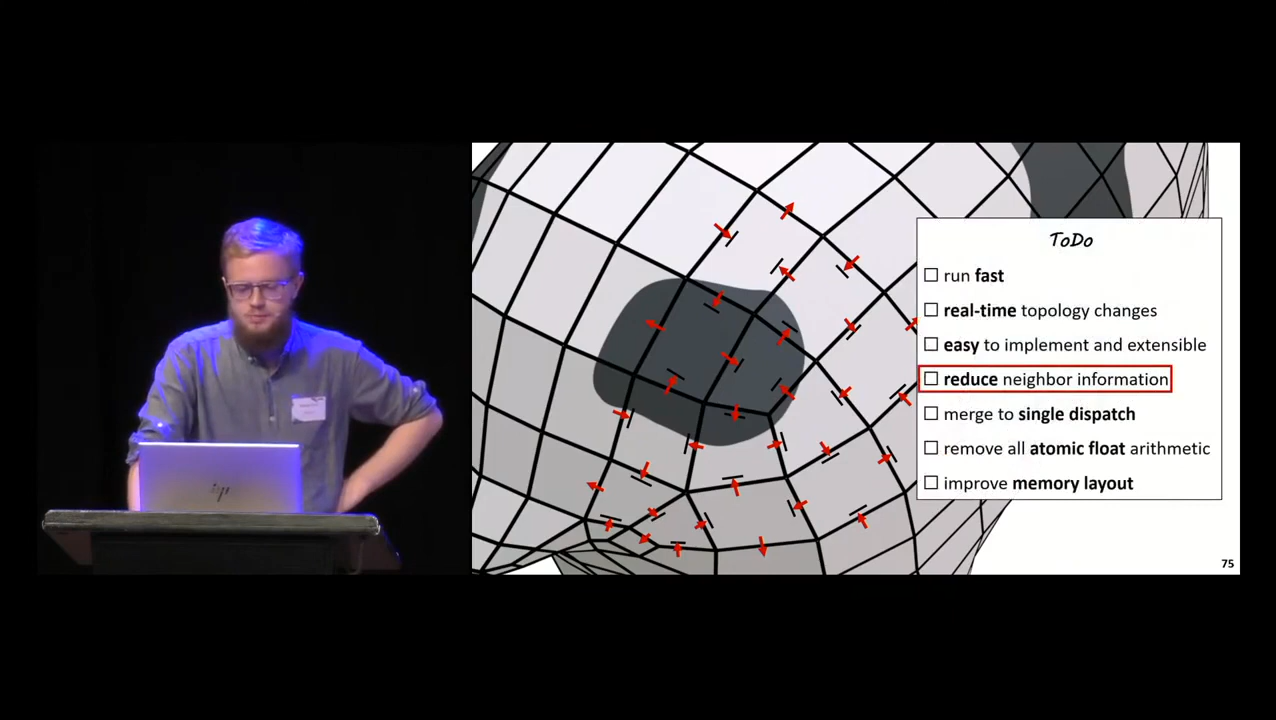 ToDo
☐ run fast
☐ real-time topology changes
☐ easy to implement and extensible
☐ reduce neighbor information
☐ merge to single dispatch
☐ remove all atomic float arithmetic
☐ improve memory layout
75
hp